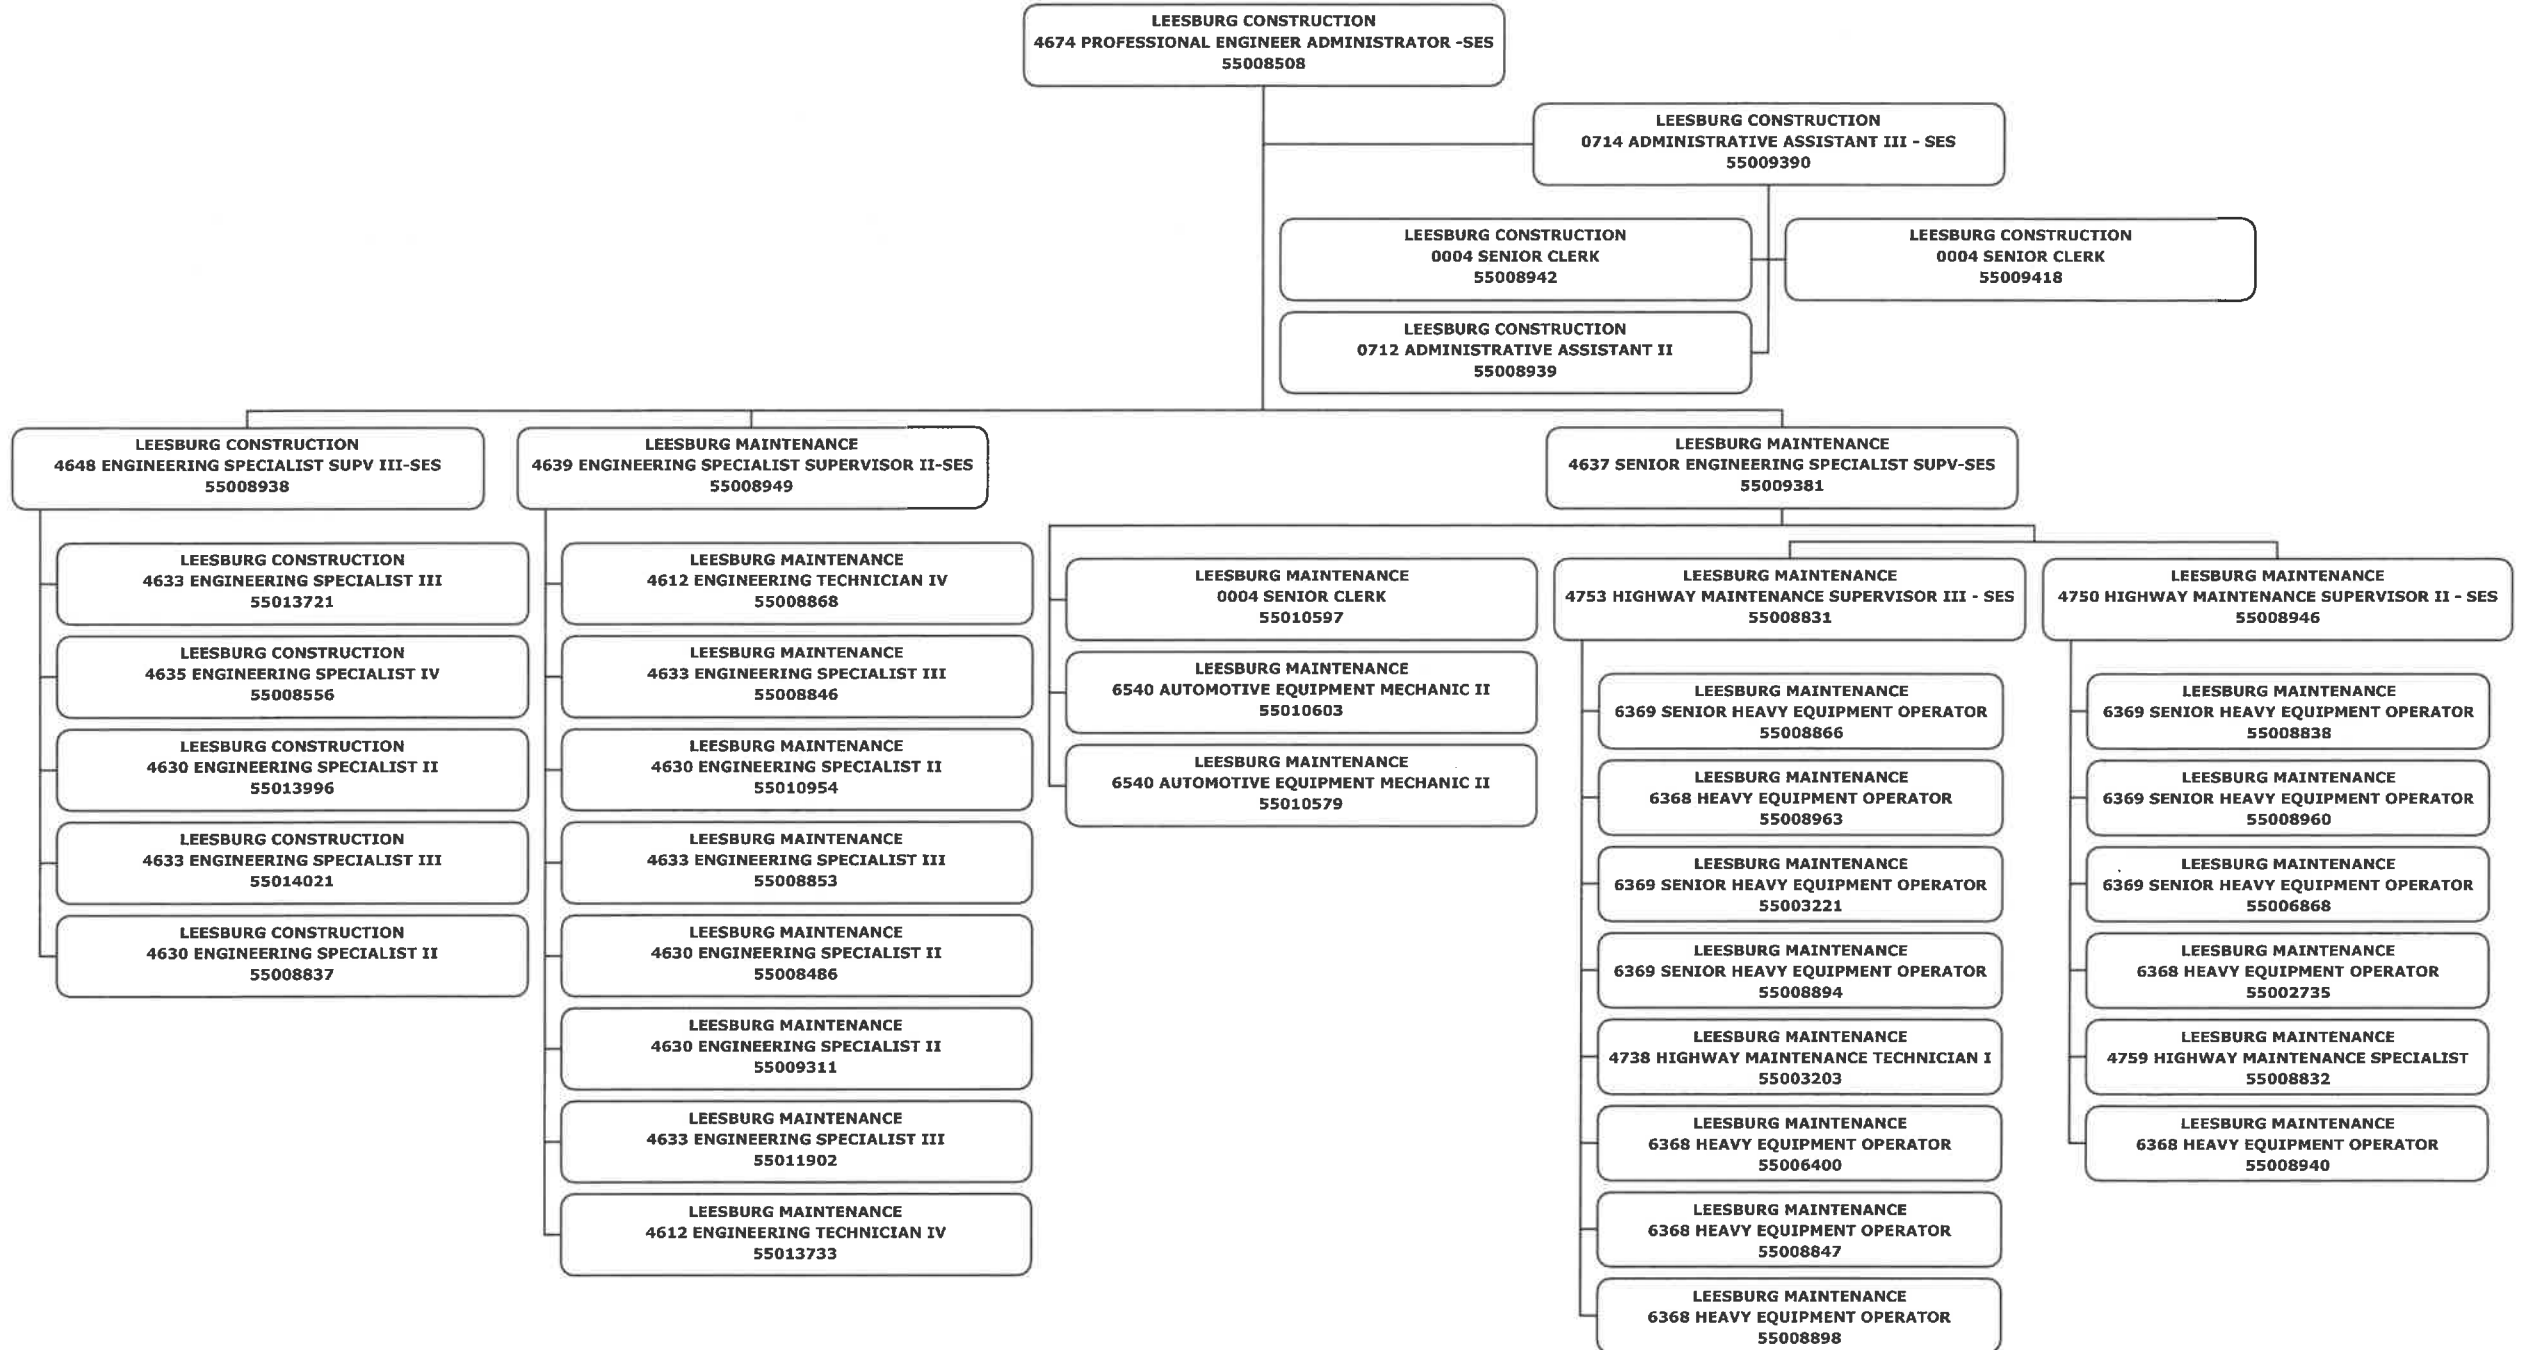 LEESBURG CONSTRUCTION
4674 PROFESSIONAL ENGINEER ADMINISTRATOR -SES
55008508
LEESBURG CONSTRUCTION
0714 ADMINISTRATIVE ASSISTANT III - SES
55009390
LEESBURG CONSTRUCTION
0004 SENIOR CLERK
55008942
LEESBURG CONSTRUCTION
0004 SENIOR CLERK
55009418
LEESBURG CONSTRUCTION
0712 ADMINISTRATIVE ASSISTANT II
55008939
LEESBURG CONSTRUCTION
4648 ENGINEERING SPECIALIST SUPV III-SES
55008938
LEESBURG CONSTRUCTION
4633 ENGINEERING SPECIALIST III
55013721
LEESBURG CONSTRUCTION
4635 ENGINEERING SPECIALIST IV
55008556
LEESBURG CONSTRUCTION
4630 ENGINEERING SPECIALIST II
55013996
LEESBURG CONSTRUCTION
4633 ENGINEERING SPECIALIST III
55014021
LEESBURG CONSTRUCTION
4630 ENGINEERING SPECIALIST II
55008837
LEESBURG MAINTENANCE
4639 ENGINEERING SPECIALIST SUPERVISOR II-SES
55008949
LEESBURG MAINTENANCE
4612 ENGINEERING TECHNICIAN IV
55008868
LEESBURG MAINTENANCE
4633 ENGINEERING SPECIALIST III
55008846
LEESBURG MAINTENANCE
4630 ENGINEERING SPECIALIST II
55010954
LEESBURG MAINTENANCE
4633 ENGINEERING SPECIALIST III
55008853
LEESBURG MAINTENANCE
4630 ENGINEERING SPECIALIST II
55008486
LEESBURG MAINTENANCE
4630 ENGINEERING SPECIALIST II
55009311
LEESBURG MAINTENANCE
4633 ENGINEERING SPECIALIST III
55011902
LEESBURG MAINTENANCE
4612 ENGINEERING TECHNICIAN IV
55013733
LEESBURG MAINTENANCE
4637 SENIOR ENGINEERING SPECIALIST SUPV-SES
55009381
LEESBURG MAINTENANCE
0004 SENIOR CLERK
55010597
LEESBURG MAINTENANCE
6540 AUTOMOTIVE EQUIPMENT MECHANIC II
55010603
LEESBURG MAINTENANCE
6540 AUTOMOTIVE EQUIPMENT MECHANIC II
55010579
LEESBURG MAINTENANCE
4753 HIGHWAY MAINTENANCE SUPERVISOR III - SES
55008831
LEESBURG MAINTENANCE
6369 SENIOR HEAVY EQUIPMENT OPERATOR
55008866
LEESBURG MAINTENANCE
6368 HEAVY EQUIPMENT OPERATOR
55008963
LEESBURG MAINTENANCE
6369 SENIOR HEAVY EQUIPMENT OPERATOR
55003221
LEESBURG MAINTENANCE
6369 SENIOR HEAVY EQUIPMENT OPERATOR
55008894
LEESBURG MAINTENANCE
4738 HIGHWAY MAINTENANCE TECHNICIAN I
55003203
LEESBURG MAINTENANCE
6368 HEAVY EQUIPMENT OPERATOR
55006400
LEESBURG MAINTENANCE
6368 HEAVY EQUIPMENT OPERATOR
55008847
LEESBURG MAINTENANCE
6368 HEAVY EQUIPMENT OPERATOR
55008898
LEESBURG MAINTENANCE
4750 HIGHWAY MAINTENANCE SUPERVISOR II - SES
55008946
LEESBURG MAINTENANCE
6369 SENIOR HEAVY EQUIPMENT OPERATOR
55008838
LEESBURG MAINTENANCE
6369 SENIOR HEAVY EQUIPMENT OPERATOR
55008960
LEESBURG MAINTENANCE
6369 SENIOR HEAVY EQUIPMENT OPERATOR
55006868
LEESBURG MAINTENANCE
6368 HEAVY EQUIPMENT OPERATOR
55002735
LEESBURG MAINTENANCE
4759 HIGHWAY MAINTENANCE SPECIALIST
55008832
LEESBURG MAINTENANCE
6368 HEAVY EQUIPMENT OPERATOR
55008940